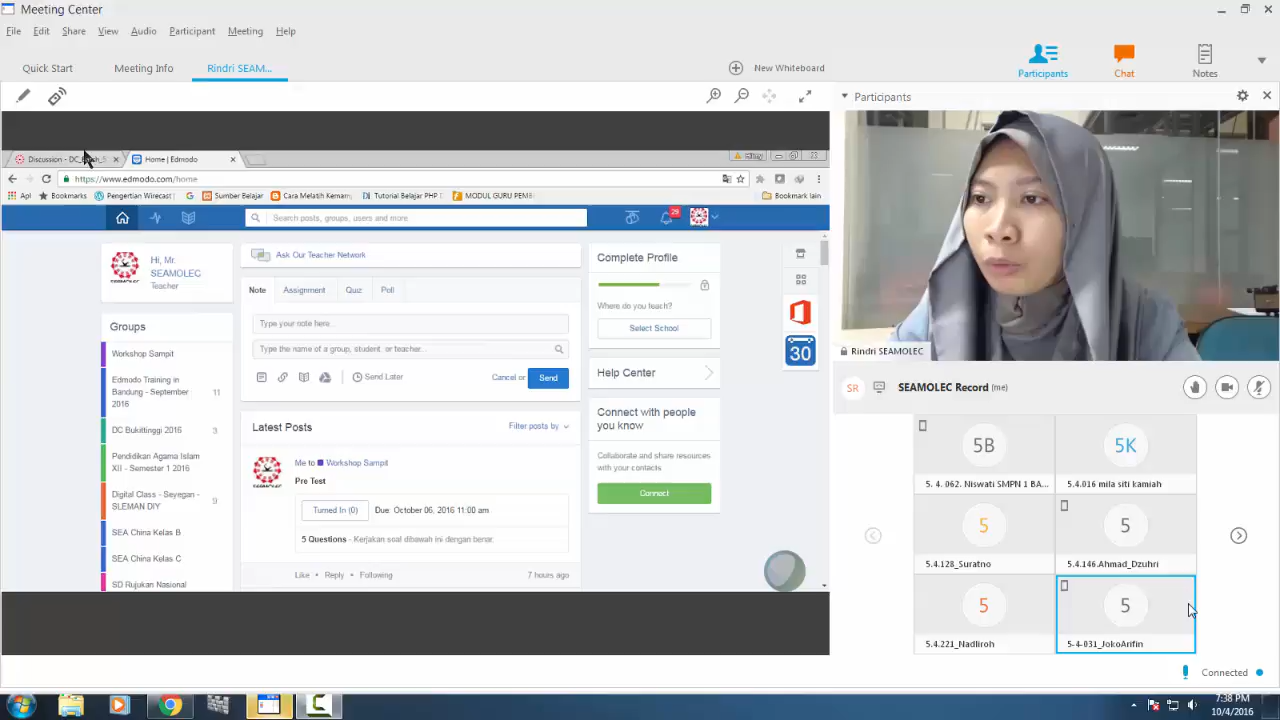 Meeting Center
File Edit Share View Audio Participant Meeting Help
Quick Start Meeting Info Rindri SEAM... New Whiteboard
Participants Chat Notes
Participants
Home | Edmodo
https://www.edmodo.com/home
Apl Bookmarks Pengertian Wirecast G Sumber Belajar Cara Melatih Keman Tutorial Belajar PHP MODUL GURU PEMB Bookmark lain
Search posts, groups, users and more 29
Hi, Mr.
SEAMOLEC
Teacher
Groups
Workshop Sampit
Edmodo Training in
Bandung - September 11
2016
DC Bukittinggi 2016 3
Pendidikan Agama Islam
XII - Semester 1 2016
Digital Class - Seyegan - 9
SLEMAN DIY
SEA China Kelas B
SEA China Kelas C
SD Rujukan Nasional
Ask Our Teacher Network
Note Assignment Quiz Poll
Type your note here...
Type the name of a group, student, or teacher...
Send Later Cancel or Send
Latest Posts Filter posts by
Me to Workshop Sampit
Pre Test
Turned In (0) Due: October 06, 2016 11:00 am
5 Questions - Kerjakan soal dibawah ini dengan benar.
Like • Reply • Following 7 hours ago
Complete Profile
Where do you teach?
Select School
Help Center
Connect with people
you know
Collaborate and share resources
with your contacts.
Connect
30
Rindri SEAMOLEC
SR SEAMOLEC Record (me)
5B 5K
5. 4. 062. Niswati SMPN 1 BA... 5.4.016 mila siti kamiah
5 5
5.4.128_Suratno 5.4.146.Ahmad_Dzuhri
5 5
5.4.221_Nadliroh 5-4-031_JokoArifin
Connected
7:38 PM
10/4/2016